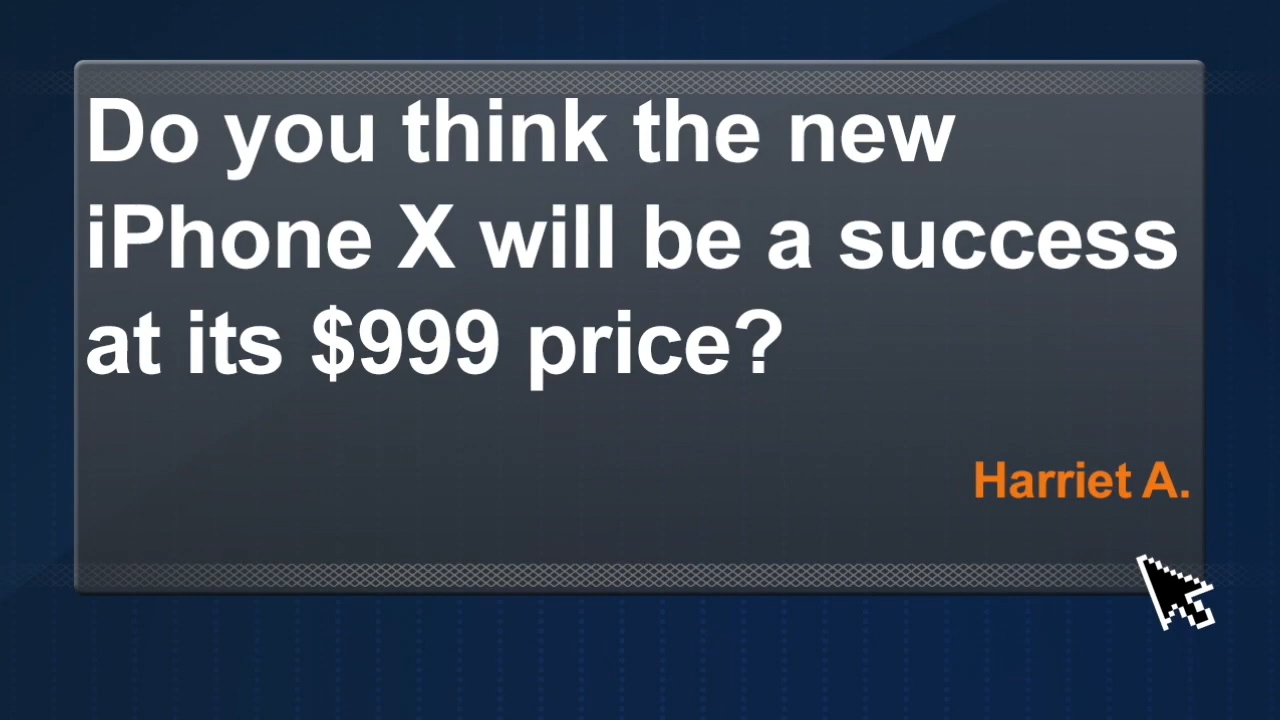 Do you think the new
iPhone X will be a success
at its $999 price?
Harriet A.